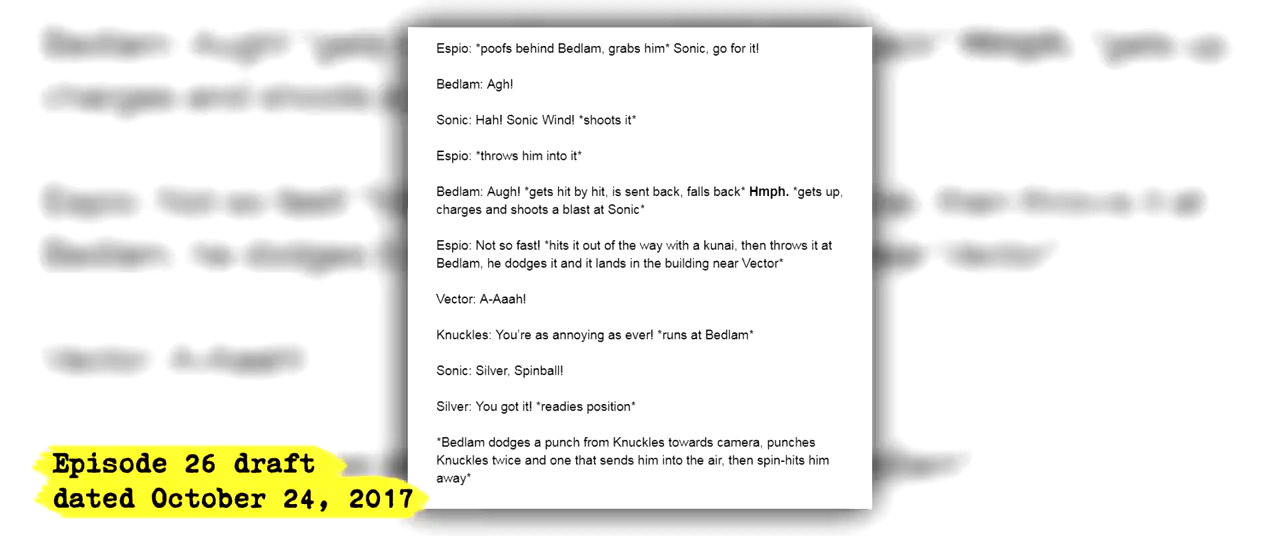 Espio: *poofs behind Bedlam, grabs him* Sonic, go for it!
Bedlam: Agh!
Sonic: Hah! Sonic Wind! *shoots it*
Espio: *throws him into it*
Bedlam: Augh! *gets hit by hit, is sent back, falls back* Hmph. *gets up,
charges and shoots a blast at Sonic*
Espio: Not so fast! *hits it out of the way with a kunai, then throws it at
Bedlam, he dodges it and it lands in the building near Vector*
Vector: A-Aaah!
Knuckles: You're as annoying as ever! *runs at Bedlam*
Sonic: Silver, Spinball!
Silver: You got it! *readies position*
*Bedlam dodges a punch from Knuckles towards camera, punches
Knuckles twice and one that sends him into the air, then spin-hits him
away*
Episode 26 draft
dated October 24, 2017